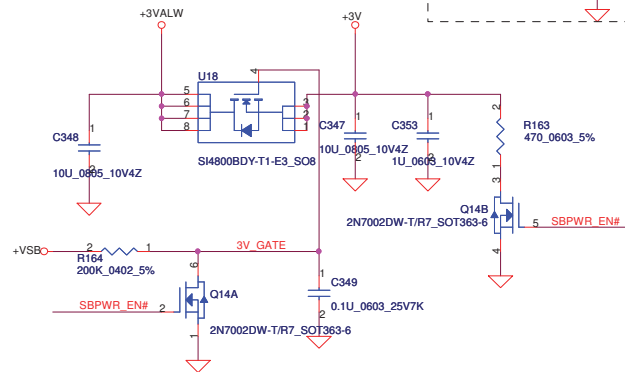 +3VALW
+3V
U18
4
5
6
7
8
3
2
1
SI4800BDY-T1-E3_SO8
C348
1
2
10U_0805_10V4Z
C347
1
2
10U_0805_10V4Z
C353
1
2
1U_0603_10V4Z
2
R163
470_0603_5%
1
3
Q14B
2N7002DW-T/R7_SOT363-6
5
SBPWR_EN#
4
+VSB
2
1
R164
200K_0402_5%
3V_GATE
6
Q14A
SBPWR_EN#
2
1
2N7002DW-T/R7_SOT363-6
1
C349
0.1U_0603_25V7K
2